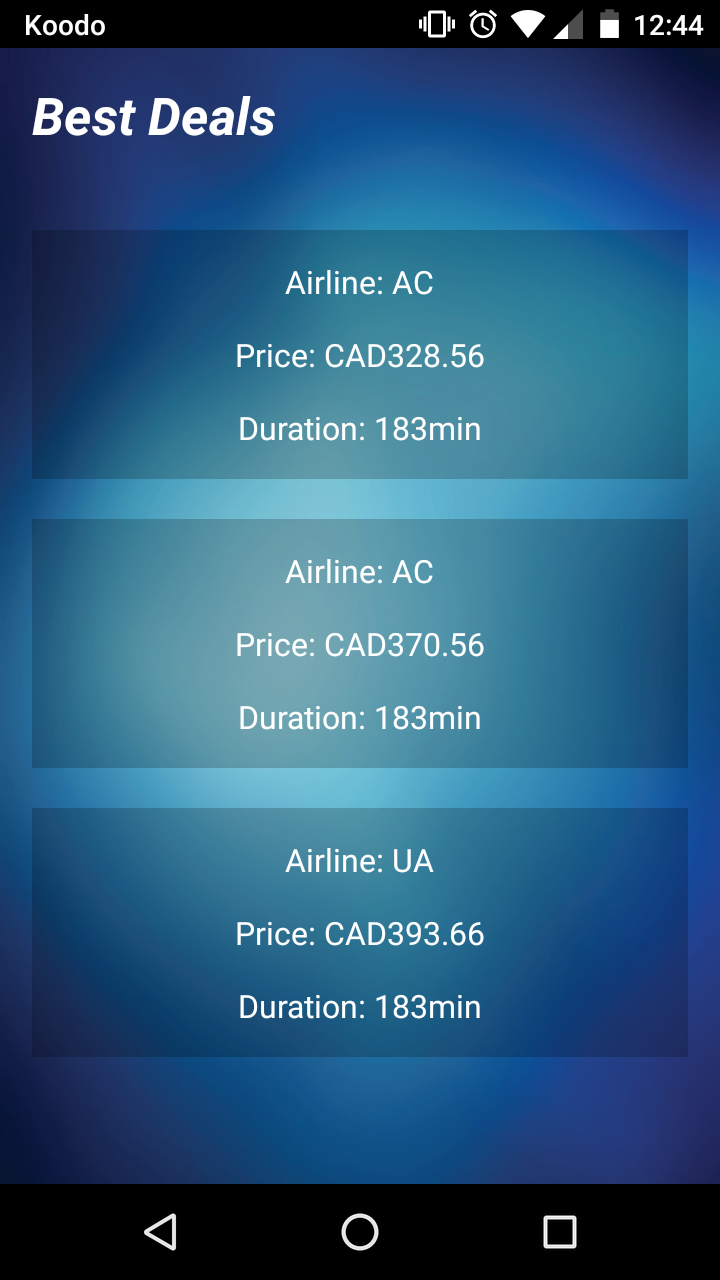 Koodo 12:44
Best Deals
Airline: AC
Price: CAD328.56
Duration: 183min
Airline: AC
Price: CAD370.56
Duration: 183min
Airline: UA
Price: CAD393.66
Duration: 183min